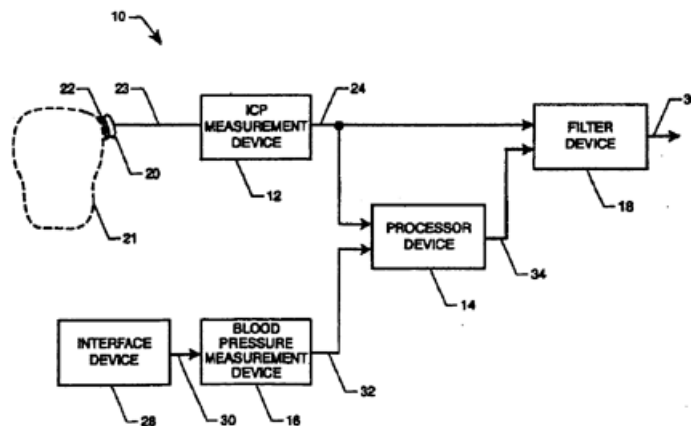 10
22
23
ICP
MEASUREMENT
DEVICE
24
FILTER
DEVICE
20
12
18
21
PROCESSOR
DEVICE
34
14
INTERFACE
DEVICE
BLOOD
PRESSURE
MEASUREMENT
DEVICE
32
30
16